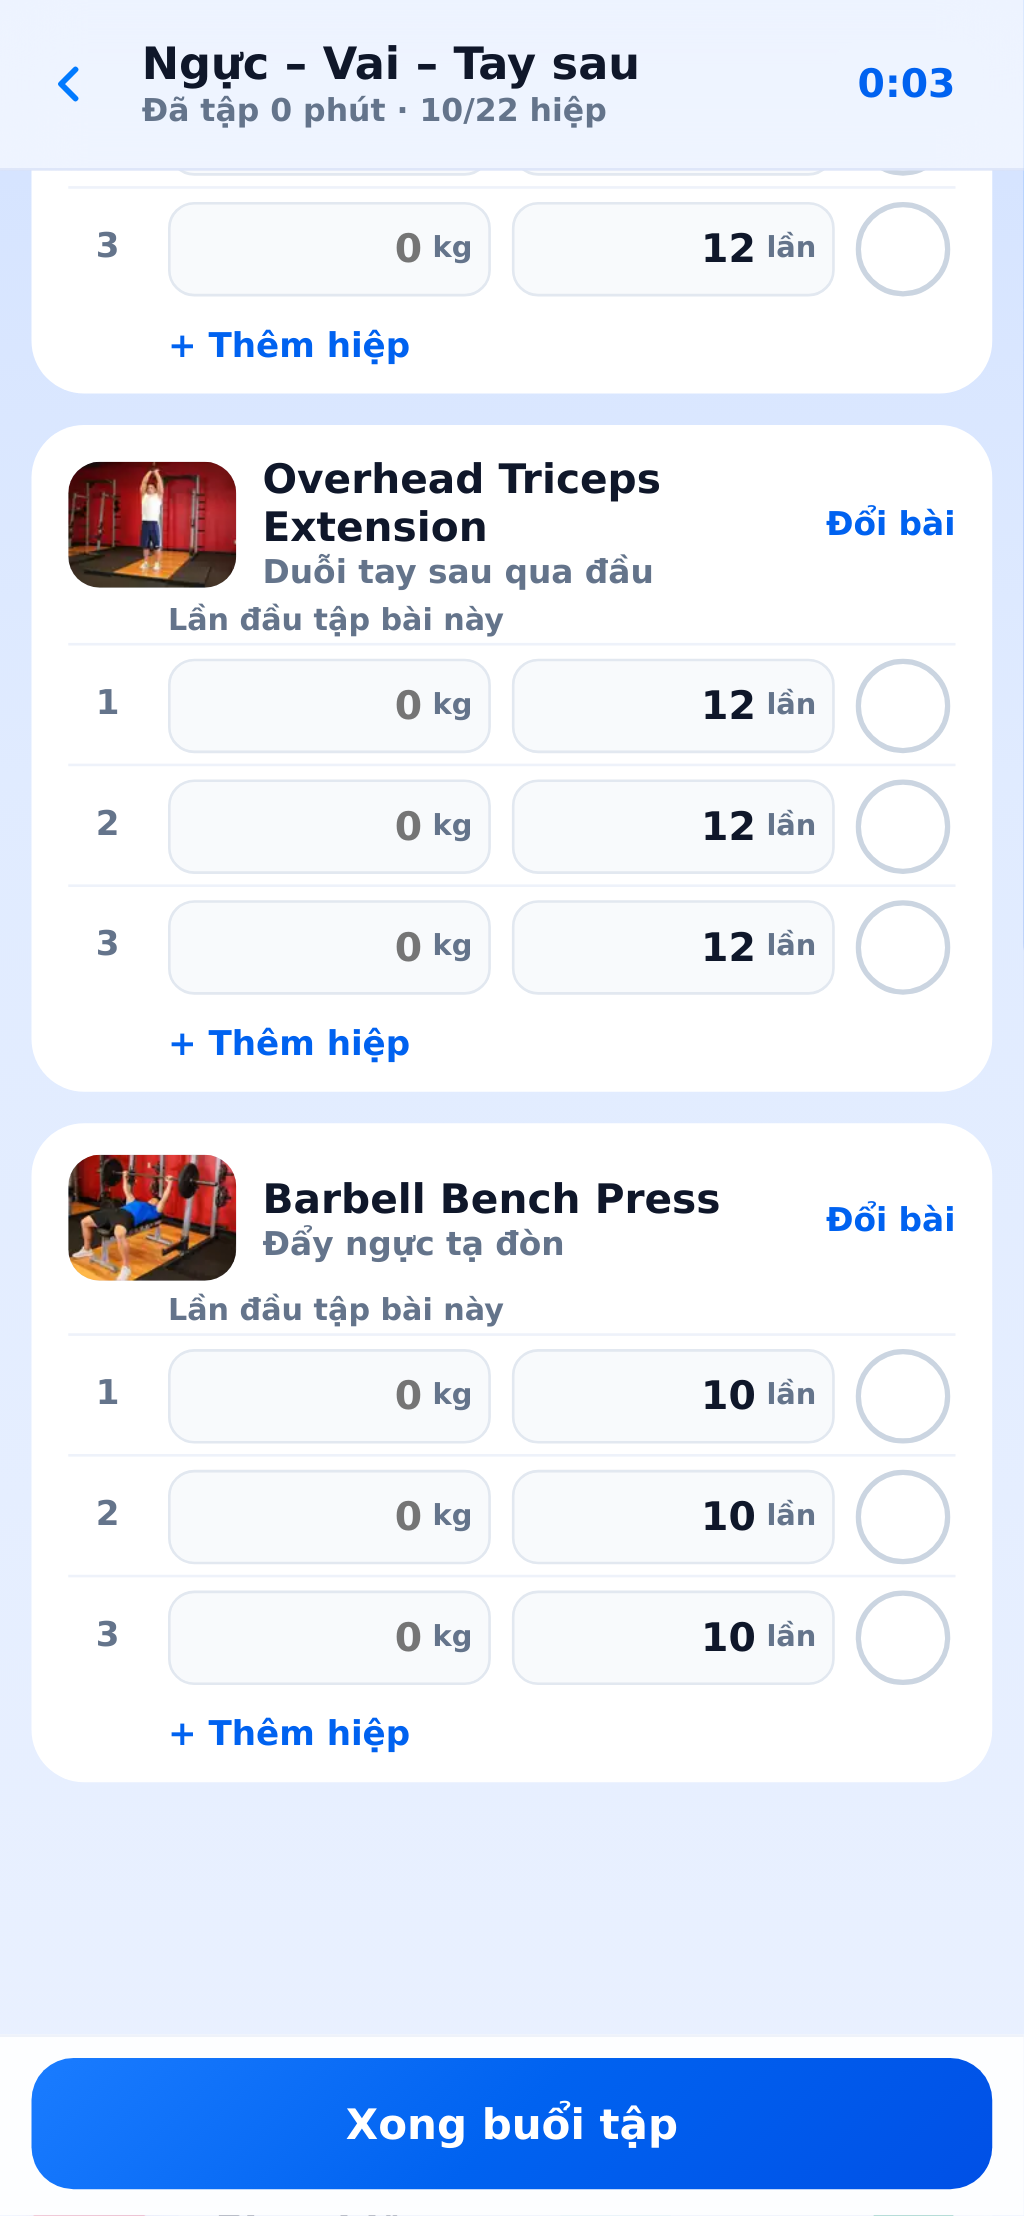 Ngực – Vai – Tay sau
Đã tập 0 phút · 10/22 hiệp
0:03
3 0 kg 12 lần
+ Thêm hiệp
Overhead Triceps
Extension
Duỗi tay sau qua đầu
Đổi bài
Lần đầu tập bài này
1 0 kg 12 lần
2 0 kg 12 lần
3 0 kg 12 lần
+ Thêm hiệp
Barbell Bench Press
Đẩy ngực tạ đòn
Đổi bài
Lần đầu tập bài này
1 0 kg 10 lần
2 0 kg 10 lần
3 0 kg 10 lần
+ Thêm hiệp
Xong buổi tập